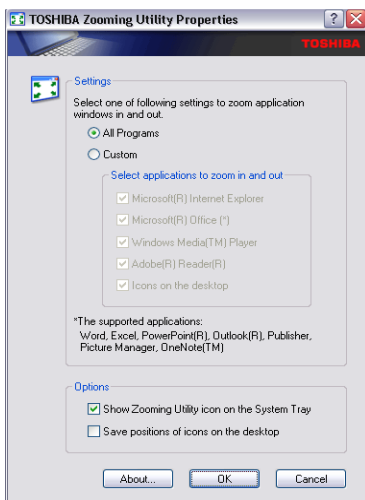 TOSHIBA Zooming Utility Properties
TOSHIBA
Settings
Select one of following settings to zoom application
windows in and out.
All Programs
Custom
Select applications to zoom in and out
Microsoft(R) Internet Explorer
Microsoft(R) Office (*)
Windows Media(TM) Player
Adobe(R) Reader(R)
Icons on the desktop
*The supported applications:
Word, Excel, PowerPoint(R), Outlook(R), Publisher,
Picture Manager, OneNote(TM)
Options
Show Zooming Utility icon on the System Tray
Save positions of icons on the desktop
About... OK Cancel